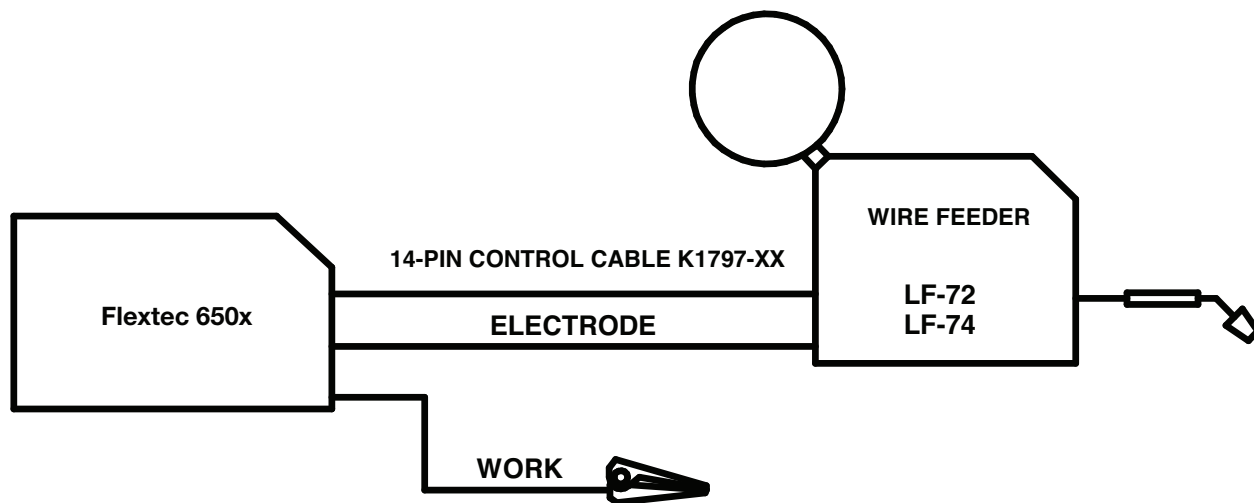 WIRE FEEDER
14-PIN CONTROL CABLE K1797-XX
LF-72
Flextec 650x
ELECTRODE
LF-74
WORK